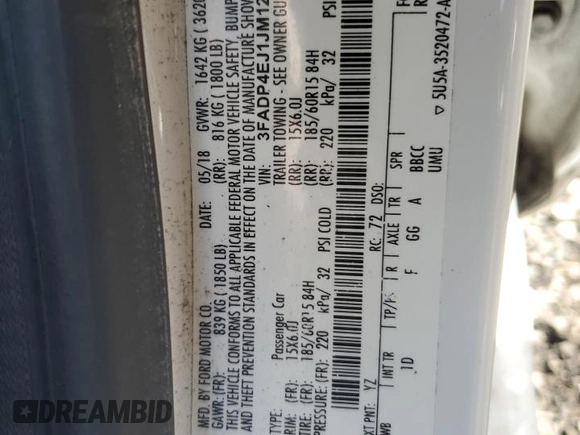 MFD. BY FORD MOTOR CO. DATE: 05/18 GVWR: 1642 KG ( 3620
GAWR: (FR): 839 KG ( 1850 LB) (RR): 816 KG ( 1800 LB)
THIS VEHICLE CONFORMS TO ALL APPLICABLE FEDERAL MOTOR VEHICLE SAFETY, BUMP
AND THEFT PREVENTION STANDARDS IN EFFECT ON THE DATE OF MANUFACTURE SHOWN
VIN: 3FADP4EJ1JM12
TYPE: Passenger Car TRAILER TOWING - SEE OWNER GU
RIM: (FR): 15X6.0J (RR): 15X6.0J
(FR): 185/60R15 84H (RR): 185/60R15 84H
PRESSURE: (FR): 220 kPa/ 32 PSI COLD (RR): 220 kPa/ 32 PSI
EXT PNT: YZ RC: 72 DSO:
WB INT TR TP/PS R AXLE TR SPR
JD F GG A BBCC
UMU
▽ 5U5A-3520472-A
DREAMBID